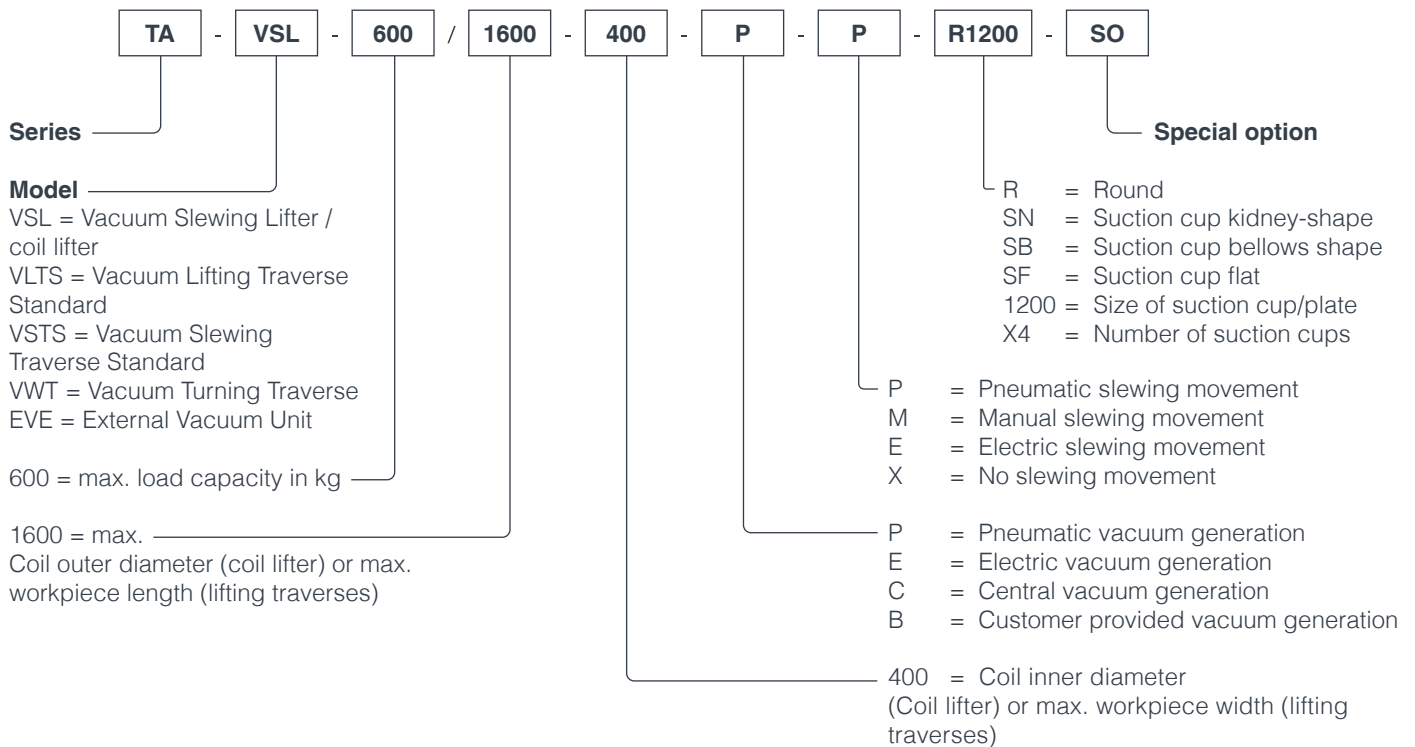 TA - VSL - 600 / 1600 - 400 - P - P - R1200 - SO
Series
Special option
Model
VSL = Vacuum Slewing Lifter /
coil lifter
VLTS = Vacuum Lifting Traverse
Standard
VSTS = Vacuum Slewing
Traverse Standard
VWT = Vacuum Turning Traverse
EVE = External Vacuum Unit
600 = max. load capacity in kg
1600 = max.
Coil outer diameter (coil lifter) or max.
workpiece length (lifting traverses)
R = Round
SN = Suction cup kidney-shape
SB = Suction cup bellows shape
SF = Suction cup flat
1200 = Size of suction cup/plate
X4 = Number of suction cups
P = Pneumatic slewing movement
M = Manual slewing movement
E = Electric slewing movement
X = No slewing movement
P = Pneumatic vacuum generation
E = Electric vacuum generation
C = Central vacuum generation
B = Customer provided vacuum generation
400 = Coil inner diameter
(Coil lifter) or max. workpiece width (lifting
traverses)